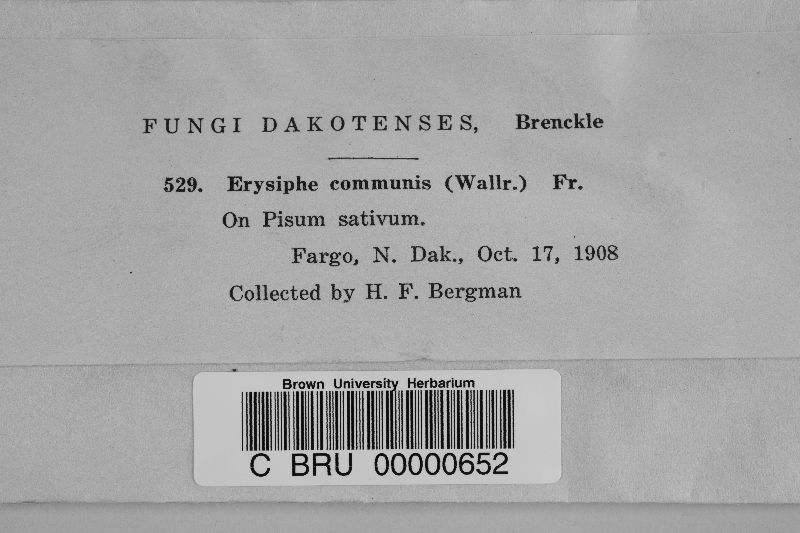 FUNGI DAKOTENSES, Brenckle
529. Erysiphe communis (Wallr.) Fr.
On Pisum sativum.
Fargo, N. Dak., Oct. 17, 1908
Collected by H. F. Bergman
Brown University Herbarium
C BRU 00000652